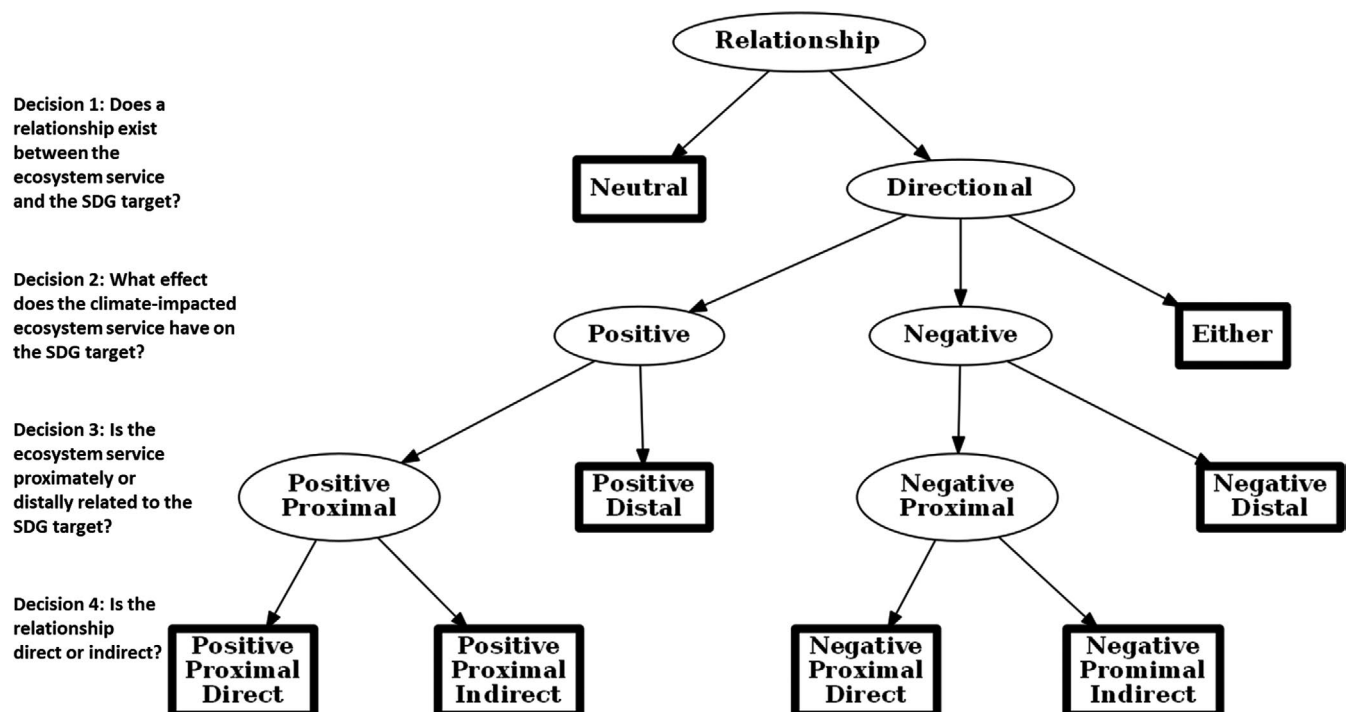 Relationship
Decision 1: Does a
relationship exist
between the
ecosystem service
and the SDG target?
Neutral
Directional
Decision 2: What effect
does the climate-impacted
ecosystem service have on
the SDG target?
Positive
Negative
Either
Decision 3: Is the
ecosystem service
proximately or
distally related to the
SDG target?
Positive
Proximal
Positive
Distal
Negative
Proximal
Negative
Distal
Decision 4: Is the
relationship
direct or indirect?
Positive
Proximal
Direct
Positive
Proximal
Indirect
Negative
Proximal
Direct
Negative
Promimal
Indirect